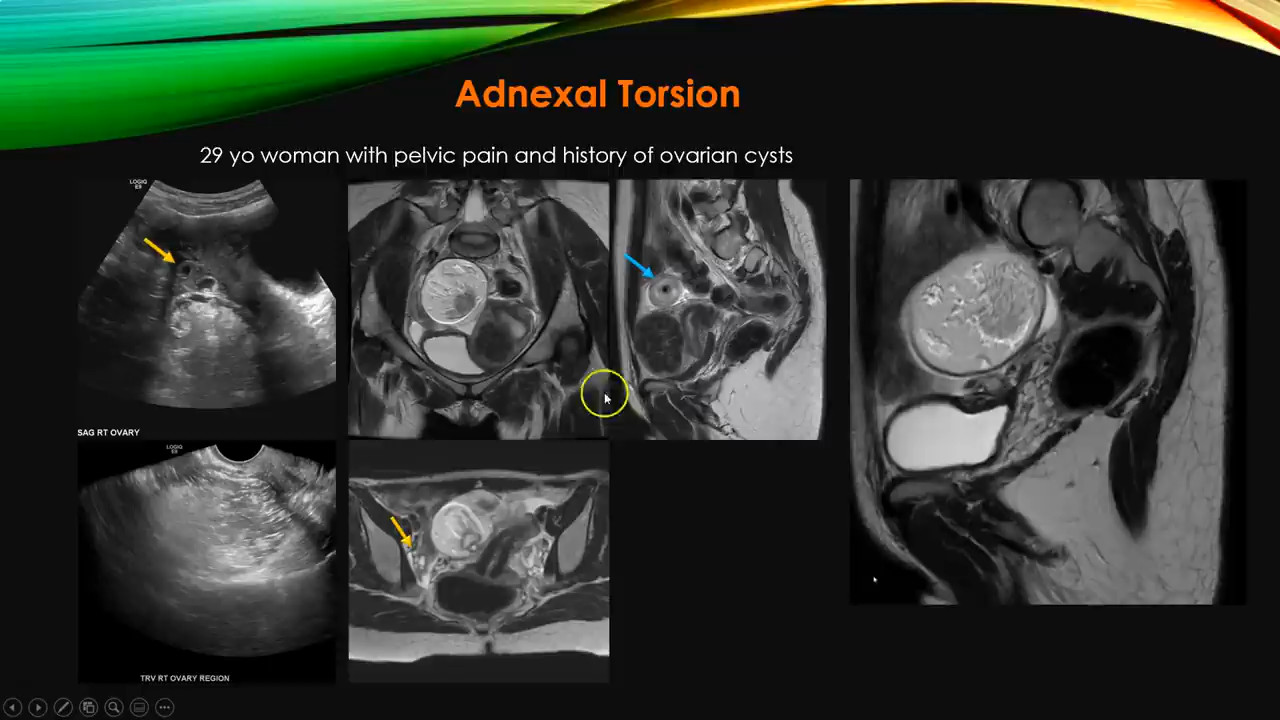 Adnexal Torsion
29 yo woman with pelvic pain and history of ovarian cysts
LOGIQ
E9
SAG RT OVARY
LOGIQ
E9
TRV RT OVARY REGION